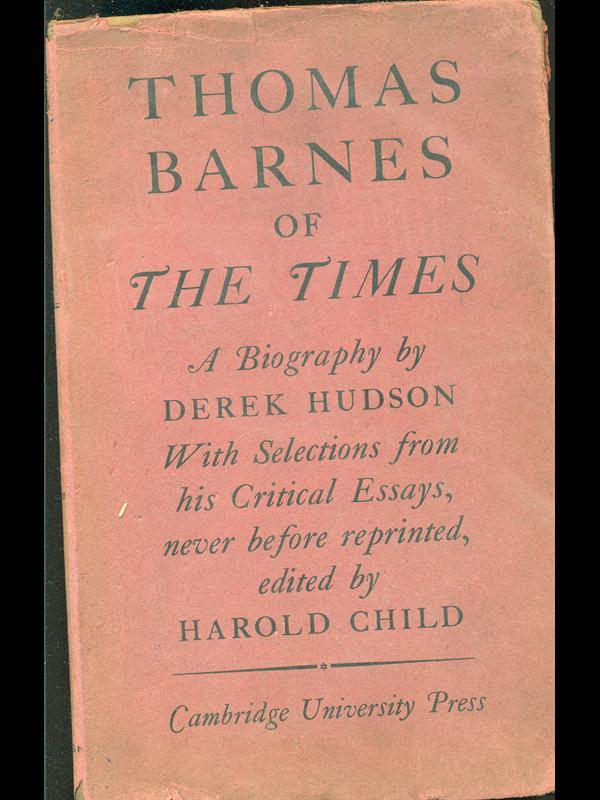 THOMAS
BARNES
OF
THE TIMES
A Biography by
DEREK HUDSON
With Selections from
his Critical Essays,
never before reprinted,
edited by
HAROLD CHILD
Cambridge University Press